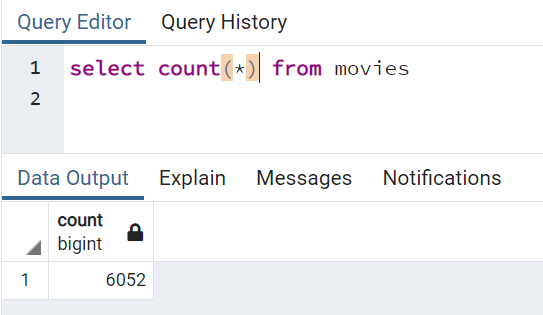 Query Editor Query History
1 select count(*) from movies
2
Data Output Explain Messages Notifications
count
bigint
1 6052